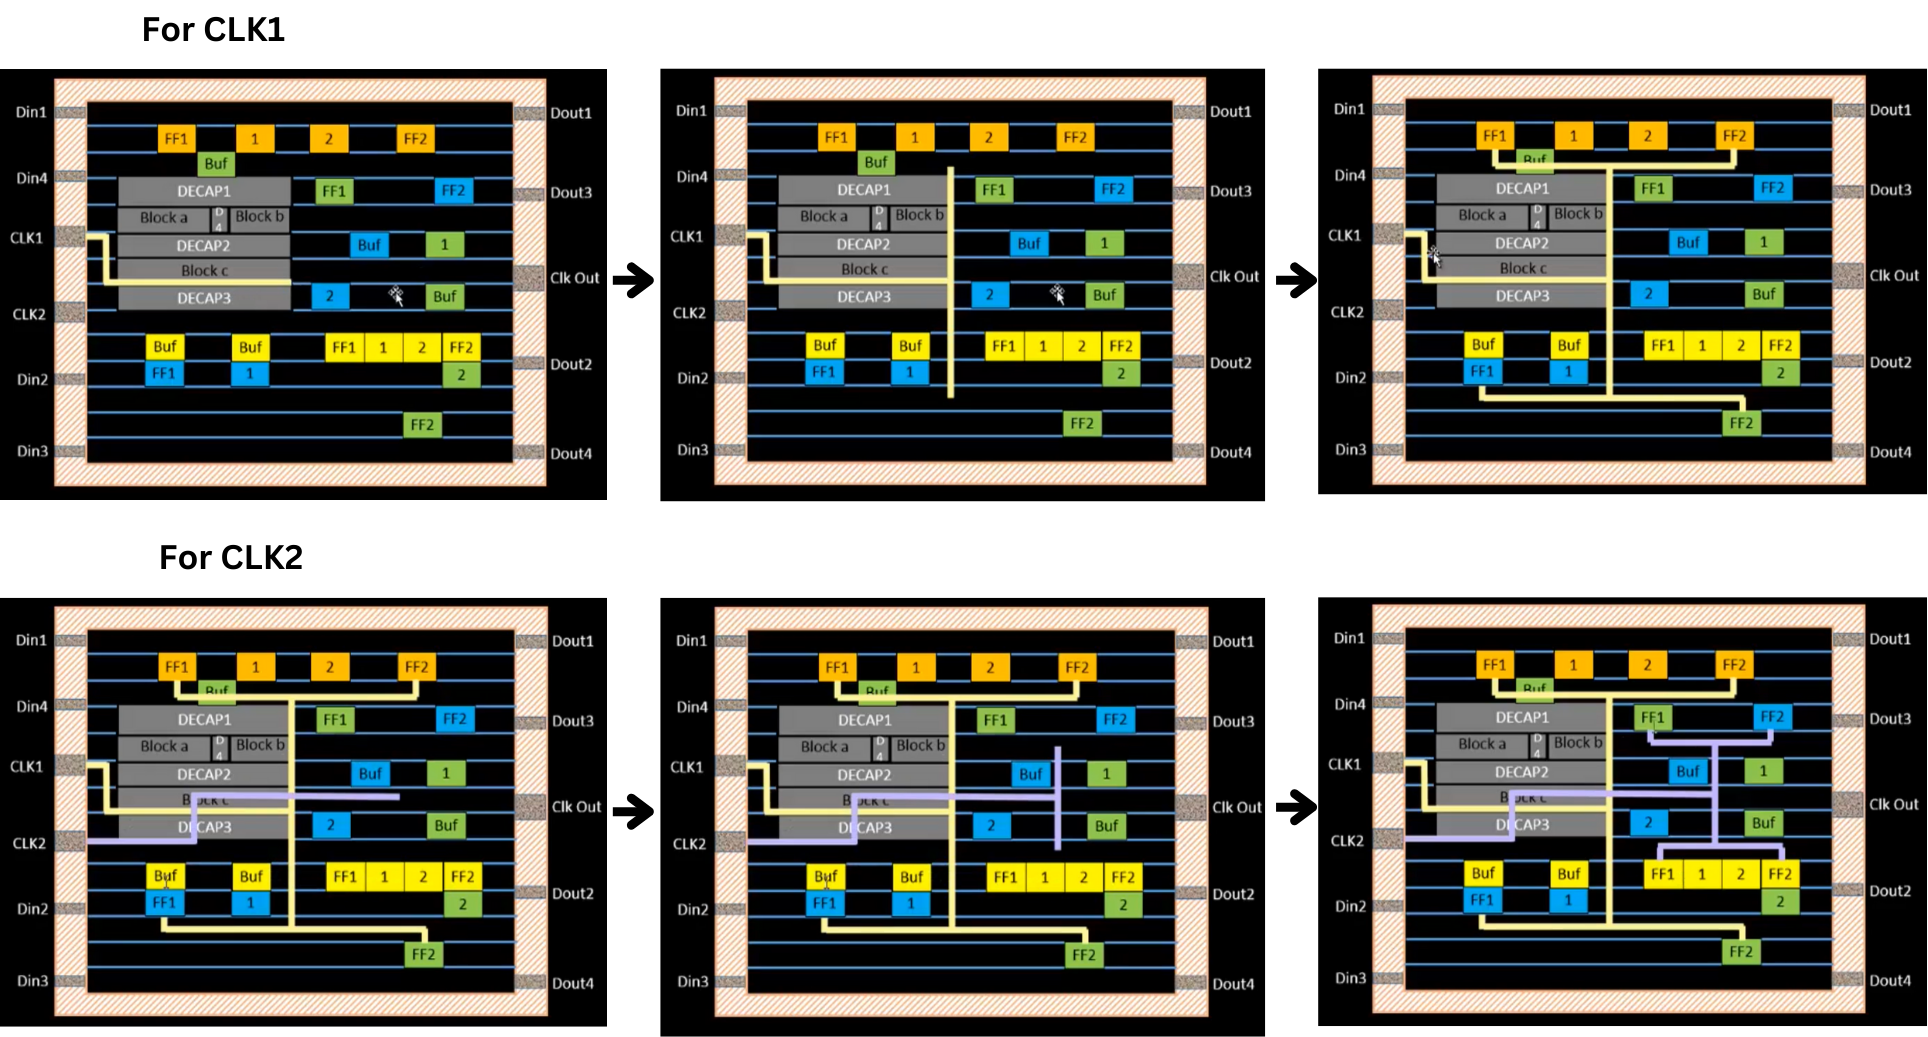 For CLK1
Din1 Dout1
FF1 1 2 FF2
Buf
Din4 DECAP1 FF1 FF2 Dout3
Block a D4 Block b
CLK1 DECAP2 Buf 1
Block c Clk Out
DECAP3 2 Buf
CLK2
Buf Buf FF1 1 2 FF2
Din2 FF1 1 2 Dout2
FF2
Din3 Dout4
Din1 Dout1
FF1 1 2 FF2
Buf
Din4 DECAP1 FF1 FF2 Dout3
Block a D4 Block b
CLK1 DECAP2 Buf 1
Block c Clk Out
DECAP3 2 Buf
CLK2
Buf Buf FF1 1 2 FF2
Din2 FF1 1 2 Dout2
FF2
Din3 Dout4
Din1 Dout1
FF1 1 2 FF2
Buf
Din4 DECAP1 FF1 FF2 Dout3
Block a D4 Block b
CLK1 DECAP2 Buf 1
Block c Clk Out
DECAP3 2 Buf
CLK2
Buf Buf FF1 1 2 FF2
Din2 FF1 1 2 Dout2
FF2
Din3 Dout4
For CLK2
Din1 Dout1
FF1 1 2 FF2
Buf
Din4 DECAP1 FF1 FF2 Dout3
Block a D4 Block b
CLK1 DECAP2 Buf 1
Block c Clk Out
DECAP3 2 Buf
CLK2
Buf Buf FF1 1 2 FF2
Din2 FF1 1 2 Dout2
FF2
Din3 Dout4
Din1 Dout1
FF1 1 2 FF2
Buf
Din4 DECAP1 FF1 FF2 Dout3
Block a D4 Block b
CLK1 DECAP2 Buf 1
Block c Clk Out
DECAP3 2 Buf
CLK2
Buf Buf FF1 1 2 FF2
Din2 FF1 1 2 Dout2
FF2
Din3 Dout4
Din1 Dout1
FF1 1 2 FF2
Buf
Din4 DECAP1 FF1 FF2 Dout3
Block a D4 Block b
CLK1 DECAP2 Buf 1
Block c Clk Out
DECAP3 2 Buf
CLK2
Buf Buf FF1 1 2 FF2
Din2 FF1 1 2 Dout2
FF2
Din3 Dout4